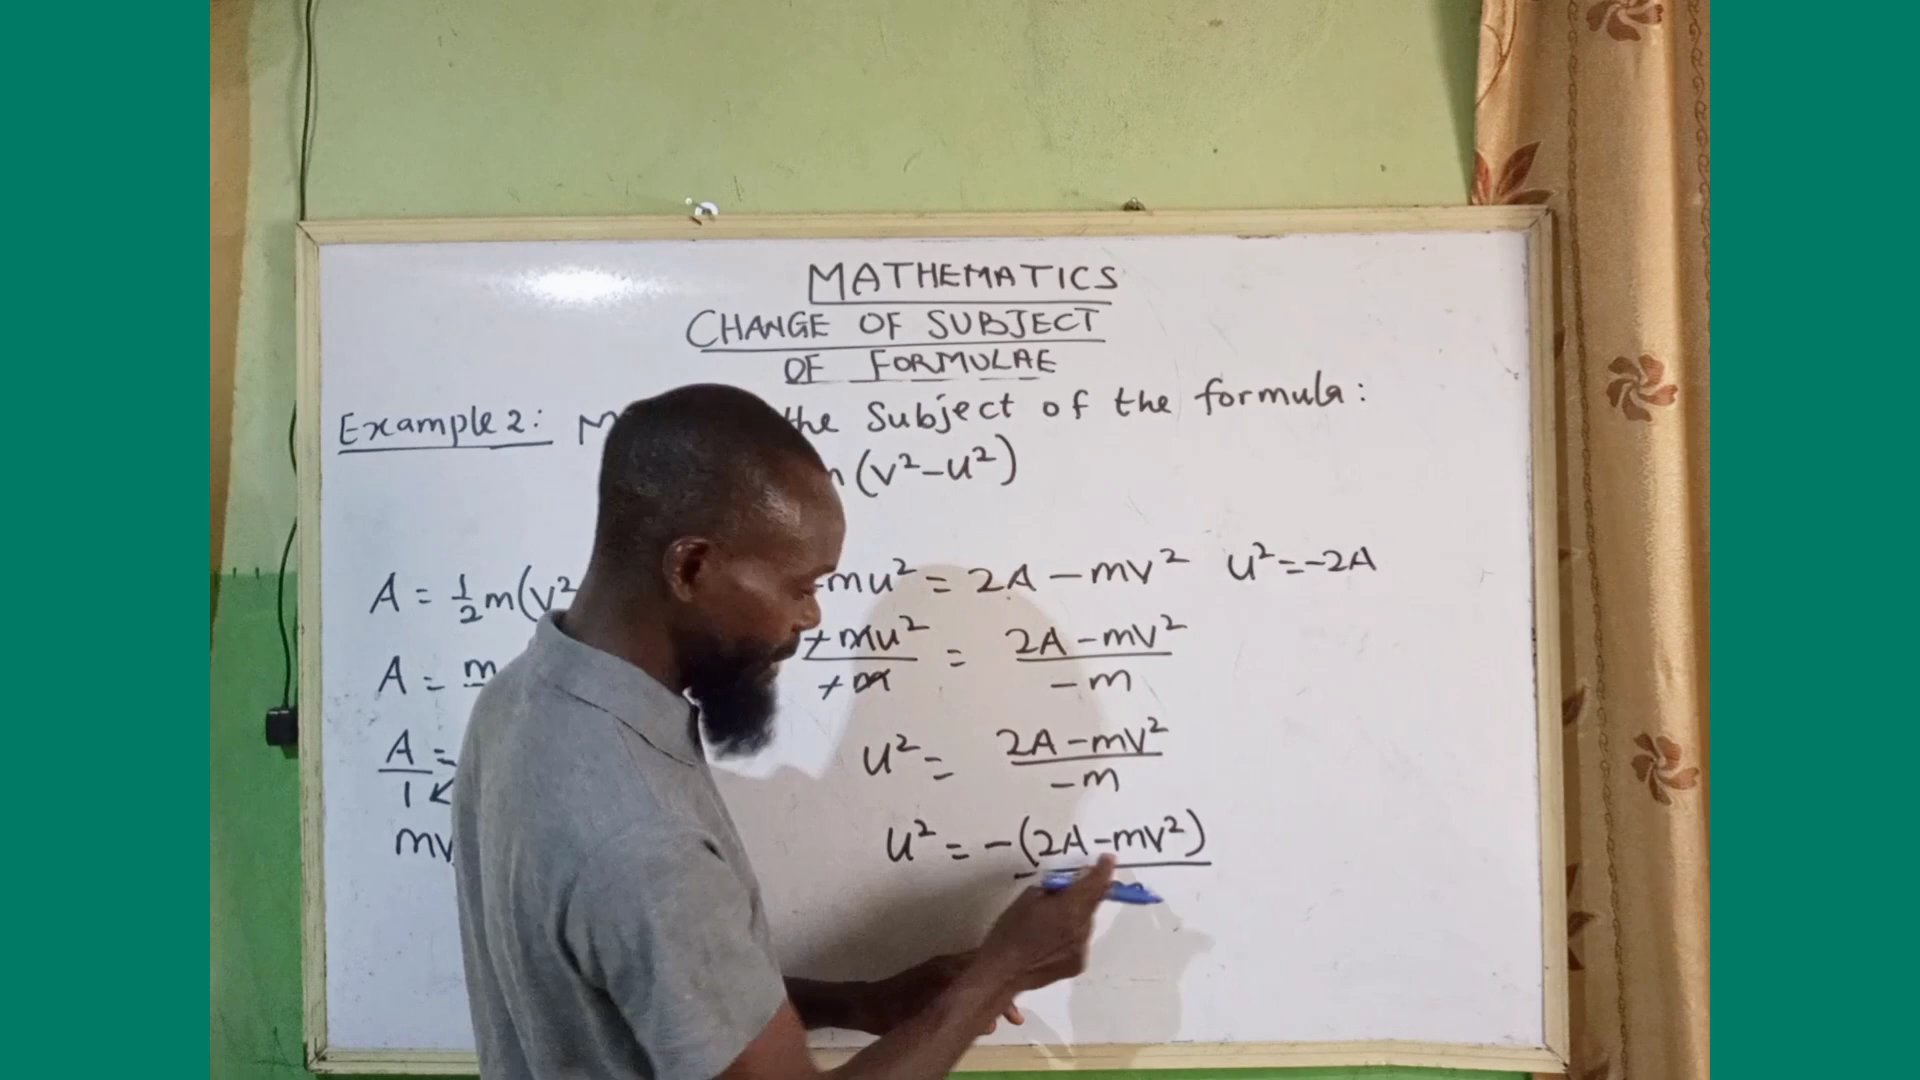 MATHEMATICS
CHANGE OF SUBJECT
OF FORMULAE
Example 2: the Subject of the formula:
(v²-u²)
A = 1/2 m(v²
A = m
A/1 =
mv
-mu² = 2A - mv²
-mu²/-m = (2A - mv²)/-m
u² = (2A - mv²)/-m
u² = -(2A - mv²)
u² = -2A